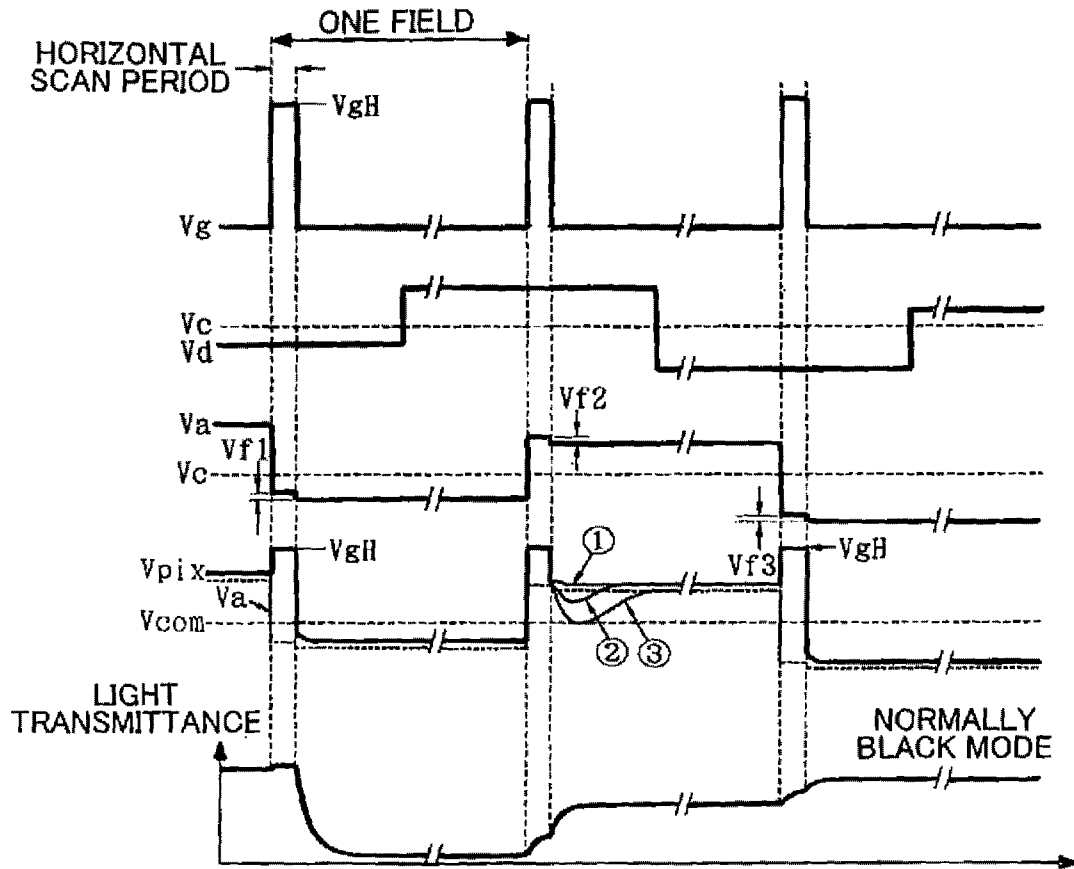 ONE FIELD
HORIZONTAL
SCAN PERIOD
VgH
Vg
Vc
Vd
Va
Vf1
Vf2
Vc
VgH
①
Vf3
VgH
Vpix
Va
Vcom
②
③
LIGHT
TRANSMITTANCE
NORMALLY
BLACK MODE